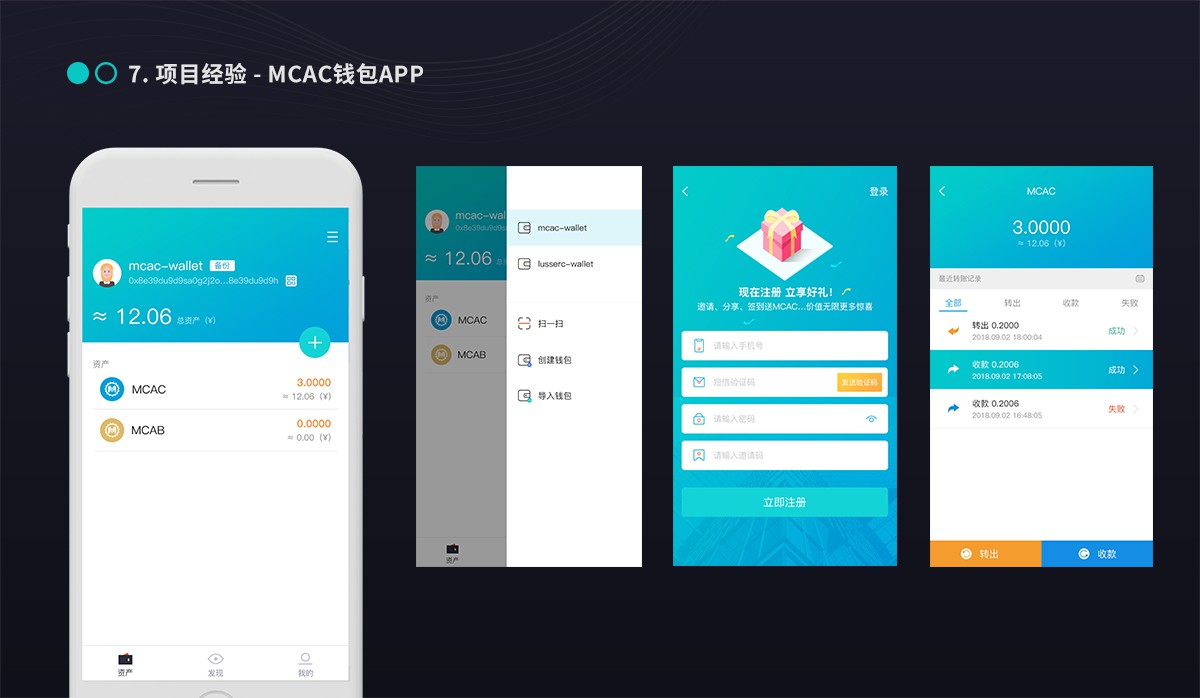 7. 项目经验 - MCAC钱包APP
mcac-wallet 备份
0x8e39du9d9sa0g2j2o...8e39du9d9h
≈ 12.06 总资产 (¥)
+
资产
MCAC 3.0000
≈ 12.06 (¥)
MCAB 0.0000
≈ 0.00 (¥)
资产 发现 我的
mcac-wal
0x8e39du9d9s
≈ 12.06 总
资产
MCAC
MCAB
资产
mcac-wallet
lusserc-wallet
扫一扫
创建钱包
导入钱包
登录
现在注册 立享好礼!
邀请、分享、签到送MCAC...价值无限更多惊喜
请输入手机号
短信验证码 发送验证码
请输入密码
请输入邀请码
立即注册
MCAC
3.0000
≈ 12.06 (¥)
最近转账记录
全部 转出 收款 失败
转出 0.2000 成功
2018.09.02 18:00:04
收款 0.2006 成功
2018.09.02 17:08:05
收款 0.2006 失败
2018.09.02 16:48:05
转出 收款